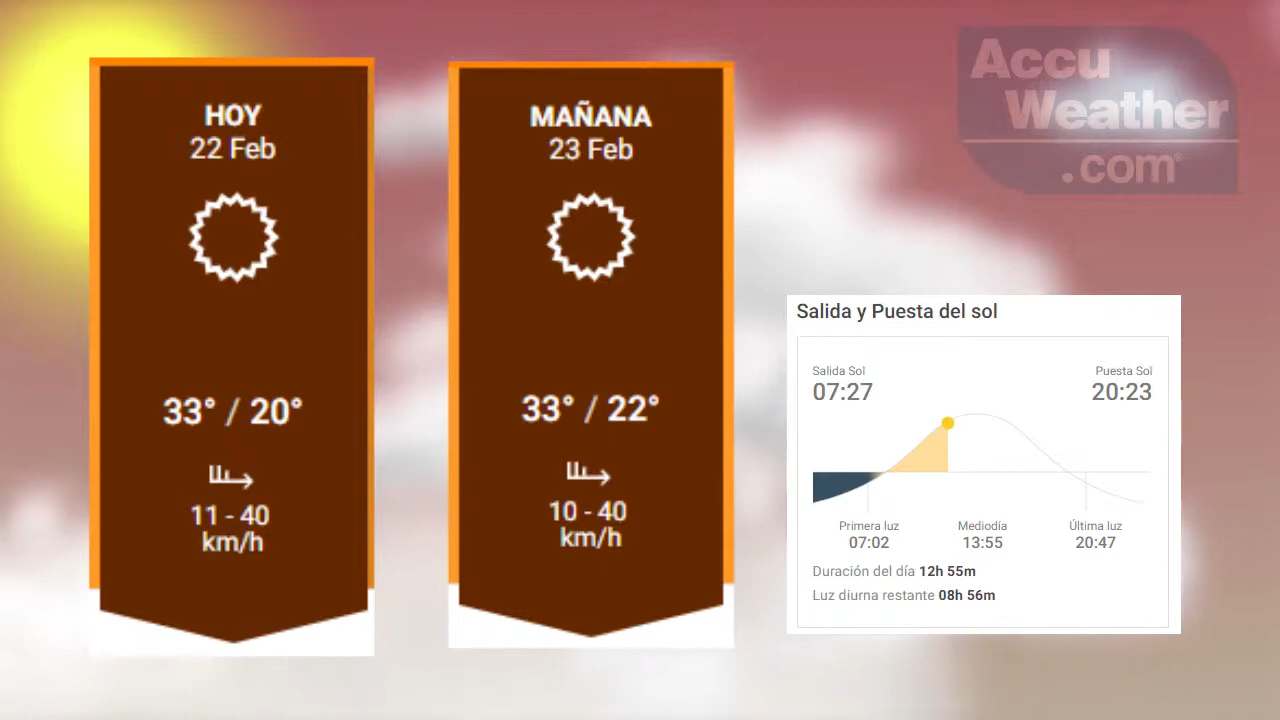 HOY
22 Feb
33° / 20°
11 - 40
km/h
MAÑANA
23 Feb
33° / 22°
10 - 40
km/h
Accu
Weather
.com®
Salida y Puesta del sol
Salida Sol
07:27
Puesta Sol
20:23
Primera luz
07:02
Mediodía
13:55
Última luz
20:47
Duración del día 12h 55m
Luz diurna restante 08h 56m